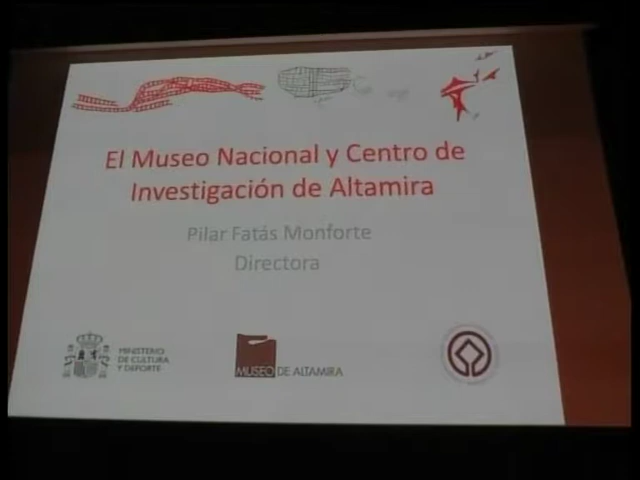 El Museo Nacional y Centro de
Investigación de Altamira
Pilar Fatás Monforte
Directora
MINISTERIO
DE CULTURA
Y DEPORTE
MUSEO DE ALTAMIRA